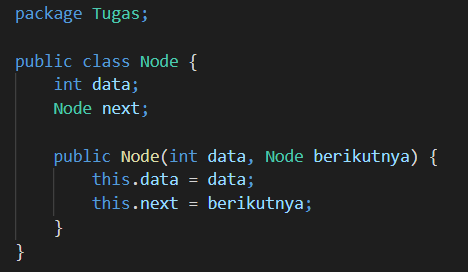 package Tugas;
public class Node {
int data;
Node next;
public Node(int data, Node berikutnya) {
this.data = data;
this.next = berikutnya;
}
}